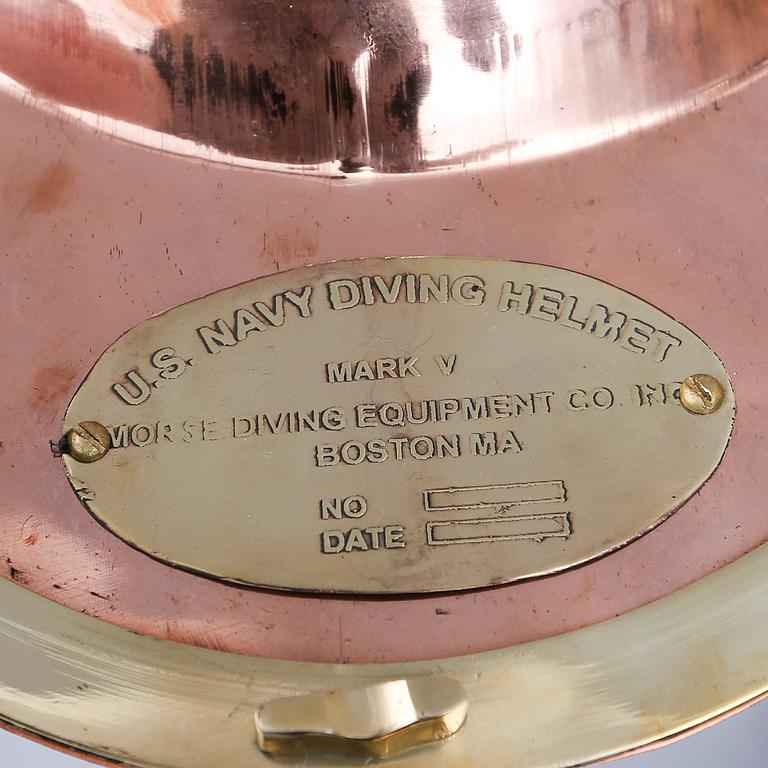 U.S. NAVY DIVING HELMET
MARK V
MORSE DIVING EQUIPMENT CO. INC
BOSTON MA
NO
DATE